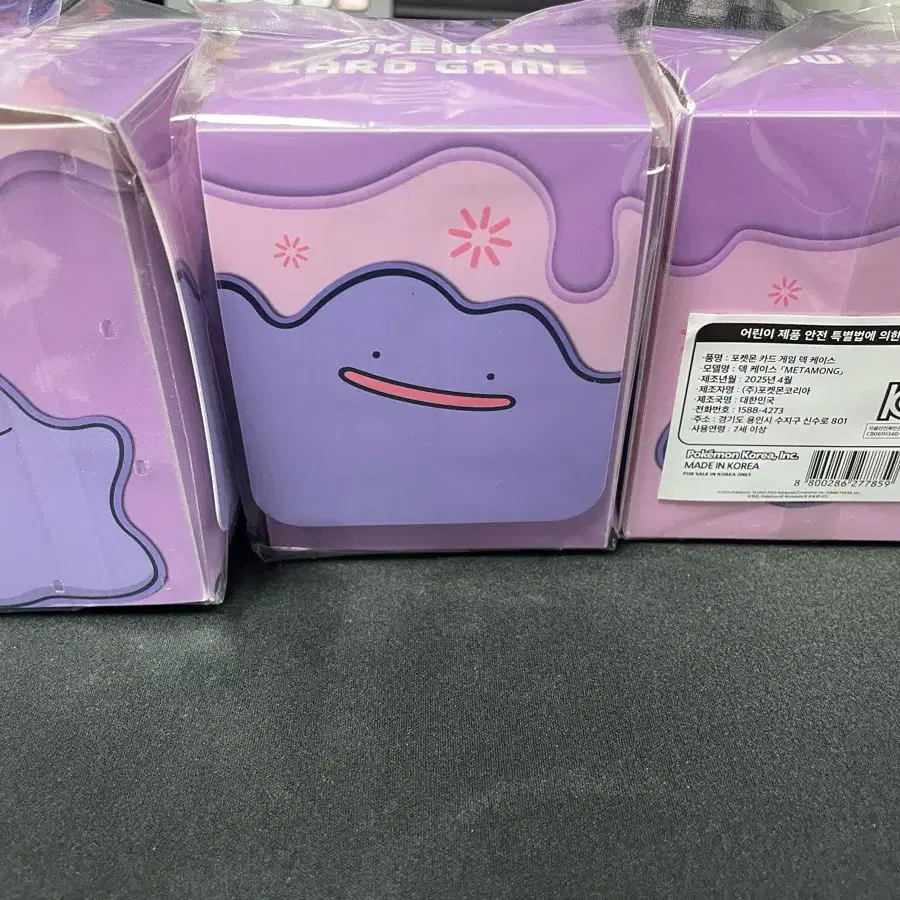 POKÉMON
CARD GAME
어린이 제품 안전 특별법에 의한
·품명 : 포켓몬 카드 게임 덱 케이스
·모델명 : 덱 케이스 「METAMONG」
·제조년월 : 2025년 4월
·제조자명 : (주)포켓몬코리아
·제조국명 : 대한민국
·전화번호 : 1588-4273
·주소 : 경기도 용인시 수지구 신수로 801
·사용연령 : 7세 이상
Pokémon Korea, Inc.
MADE IN KOREA
FOR SALE IN KOREA ONLY
8 800286 277859